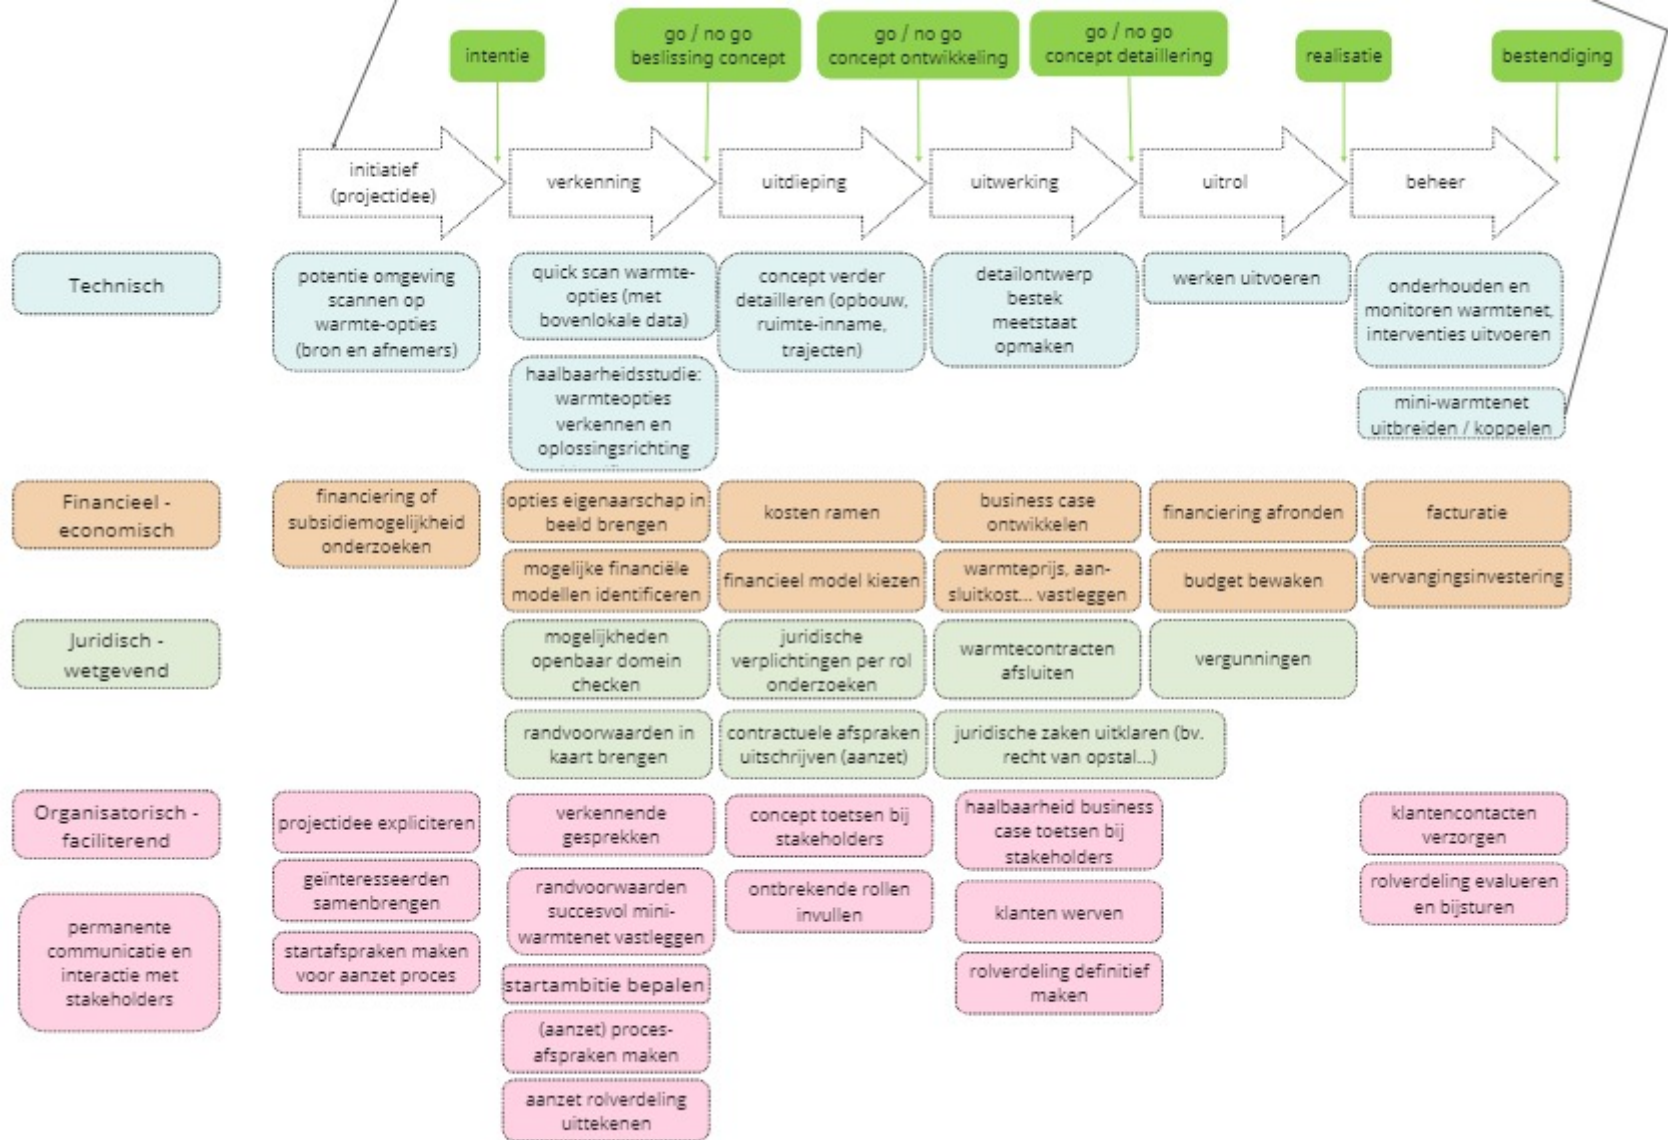 intentie
go / no go
beslissing concept
go / no go
concept ontwikkeling
go / no go
concept detaillering
realisatie
bestendiging
initiatief
(projectidee)
verkenning
uitdieping
uitwerking
uitrol
beheer
Technisch
potentie omgeving
scannen op
warmte-opties
(bron en afnemers)
quick scan warmte-
opties (met
bovenlokale data)
haalbaarheidsstudie:
warmteopties
verkennen en
oplossingsrichting
concept verder
detailleren (opbouw,
ruimte-inname,
trajecten)
detailontwerp
bestek
meetstaat
opmaken
werken uitvoeren
onderhouden en
monitoren warmtenet,
interventies uitvoeren
mini-warmtenet
uitbreiden / koppelen
Financieel -
economisch
financiering of
subsidiemogelijkheid
onderzoeken
opties eigenaarschap in
beeld brengen
mogelijke financiële
modellen identificeren
kosten ramen
financieel model kiezen
business case
ontwikkelen
warmteprijs, aan-
sluitkost... vastleggen
financiering afronden
budget bewaken
facturatie
vervangingsinvestering
Juridisch -
wetgevend
mogelijkheden
openbaar domein
checken
randvoorwaarden in
kaart brengen
juridische
verplichtingen per rol
onderzoeken
contractuele afspraken
uitschrijven (aanzet)
warmtecontracten
afsluiten
juridische zaken uitklaren (bv.
recht van opstal...)
vergunningen
Organisatorisch -
faciliterend
permanente
communicatie en
interactie met
stakeholders
projectidee expliciteren
geïnteresseerden
samenbrengen
startafspraken maken
voor aanzet proces
verkennende
gesprekken
randvoorwaarden
succesvol mini-
warmtenet vastleggen
startambitie bepalen
(aanzet) proces-
afspraken maken
aanzet rolverdeling
uittekenen
concept toetsen bij
stakeholders
ontbrekende rollen
invullen
haalbaarheid business
case toetsen bij
stakeholders
klanten werven
rolverdeling definitief
maken
klantencontacten
verzorgen
rolverdeling evalueren
en bijsturen